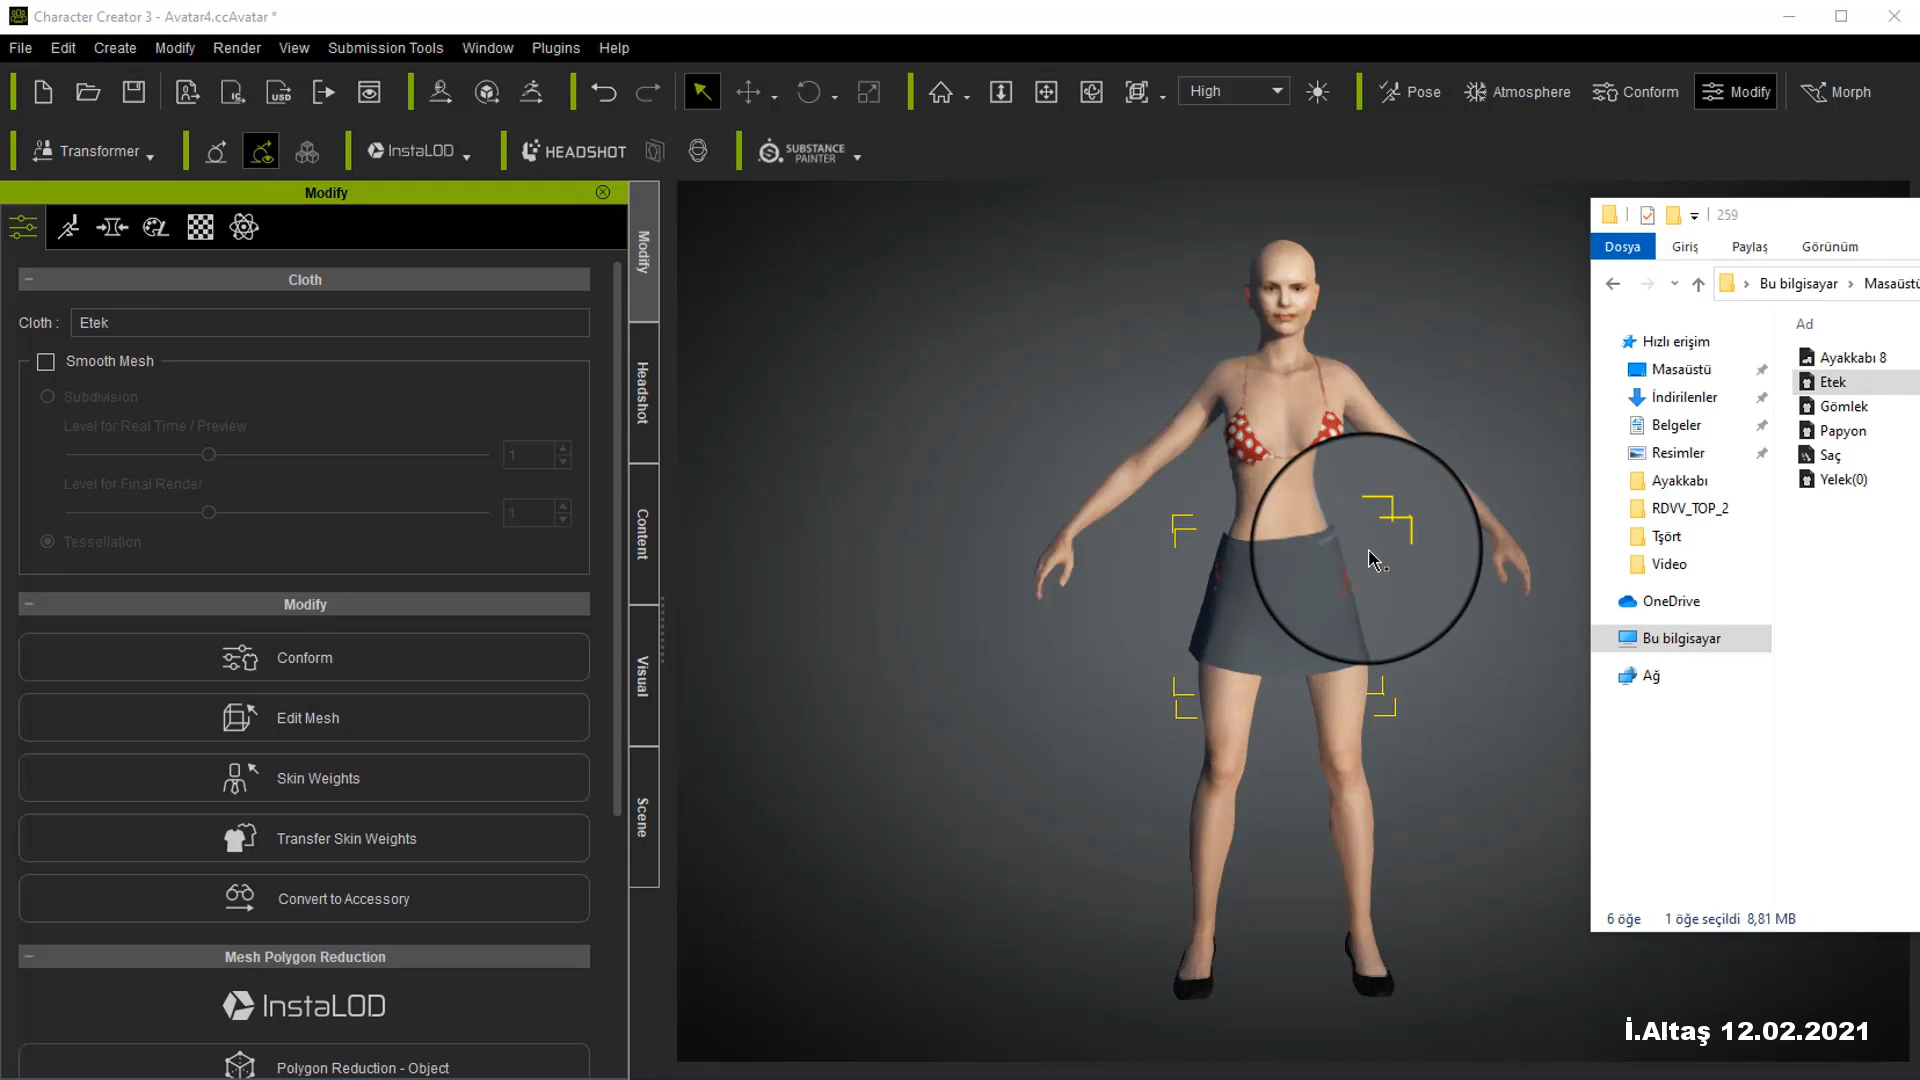 Character Creator 3 - Avatar4.ccAvatar *
File Edit Create Modify Render View Submission Tools Window Plugins Help
USD High Pose Atmosphere Conform Modify Morph
Transformer InstaLOD HEADSHOT SUBSTANCE PAINTER
Modify
Cloth
Cloth : Etek
Smooth Mesh
Subdivision
Level for Real Time / Preview
1
Level for Final Render
1
Tessellation
Modify
Conform
Edit Mesh
Skin Weights
Transfer Skin Weights
Convert to Accessory
Mesh Polygon Reduction
InstaLOD
Polygon Reduction - Object
Modify
Headshot
Content
Visual
Scene
259
Dosya Giriş Paylaş Görünüm
Bu bilgisayar Masaüstü
Hızlı erişim
Masaüstü
İndirilenler
Belgeler
Resimler
Ayakkabı
RDVV_TOP_2
Tşört
Video
OneDrive
Bu bilgisayar
Ağ
Ad
Ayakkabı 8
Etek
Gömlek
Papyon
Saç
Yelek(0)
6 öğe 1 öğe seçildi 8,81 MB
İ.Altaş 12.02.2021